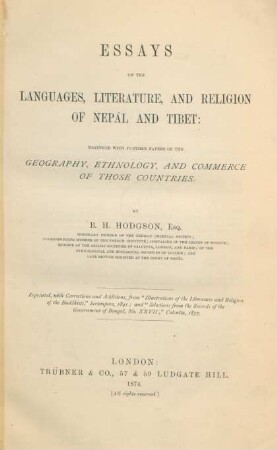 ESSAYS
ON THE
LANGUAGES, LITERATURE, AND RELIGION
OF NEPÁL AND TIBET:
TOGETHER WITH FURTHER PAPERS ON THE
GEOGRAPHY, ETHNOLOGY, AND COMMERCE
OF THOSE COUNTRIES.
BY
B. H. HODGSON, ESQ.
Reprinted, with Corrections and Additions, from "Illustrations of the Literature and Religion
of the Buddhists," Serampore, 1841; and "Selections from the Records of the
Government of Bengal, No. XXVII," Calcutta, 1857.
LONDON:
TRÜBNER & CO., 57 & 59 LUDGATE HILL.
1874.
[All rights reserved.]